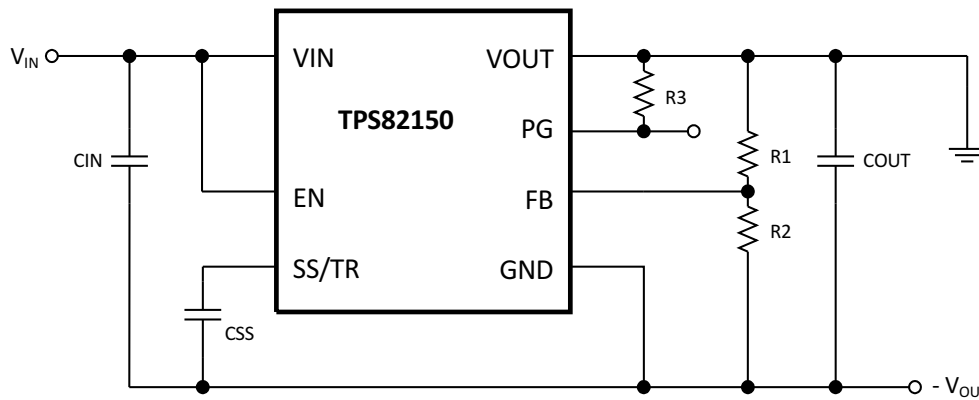 VIN
VIN
VOUT
R3
TPS82150
PG
CIN
R1
COUT
EN
FB
R2
SS/TR
GND
CSS
- VOU